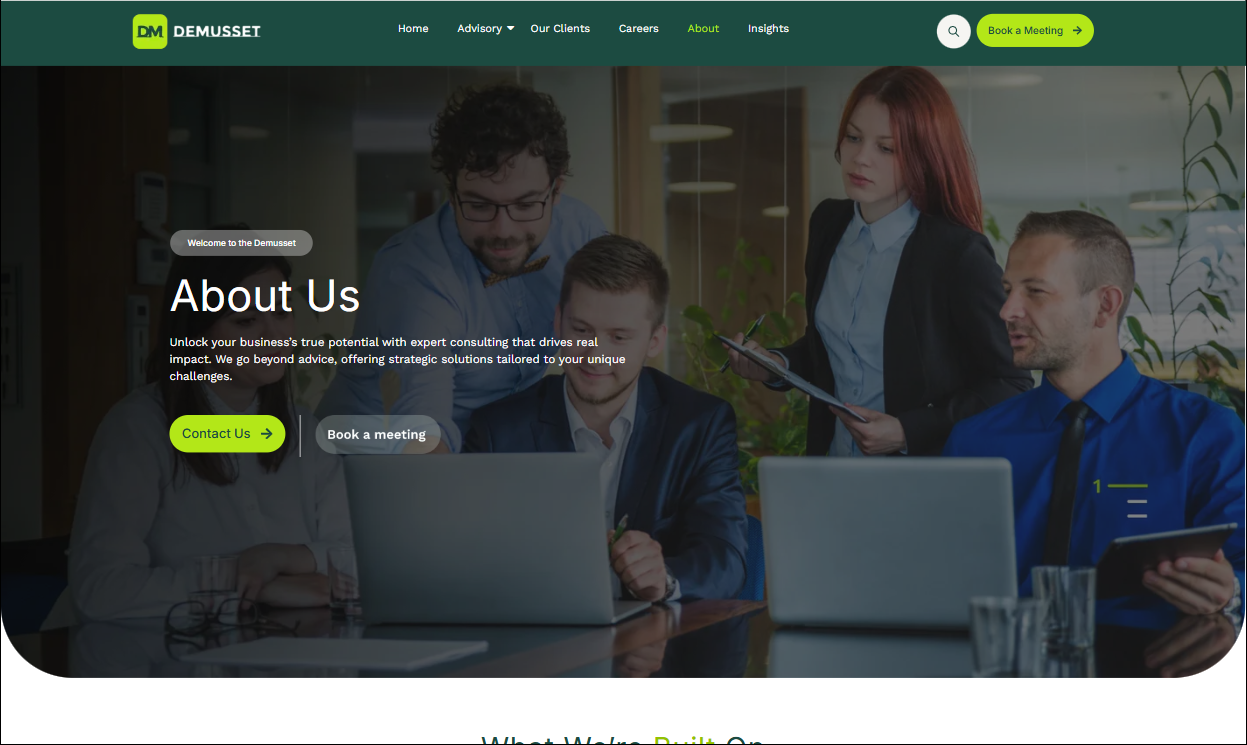 DM DEMUSSET
Home Advisory Our Clients Careers About Insights
Book a Meeting
Welcome to the Demusset
About Us
Unlock your business's true potential with expert consulting that drives real
impact. We go beyond advice, offering strategic solutions tailored to your unique
challenges.
Contact Us
Book a meeting
1
What We're Built On